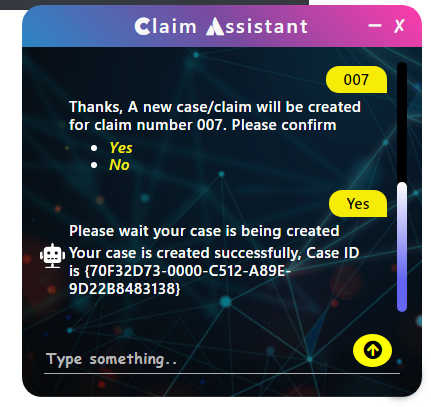 Claim Assistant
007
Thanks, A new case/claim will be created
for claim number 007. Please confirm
Yes
No
Yes
Please wait your case is being created
Your case is created successfully, Case ID
is {70F32D73-0000-C512-A89E-
9D22B8483138}
Type something..